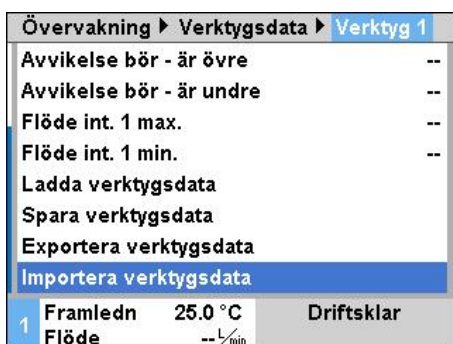 Övervakning ▶ Verktygsdata ▶ Verktyg 1
Avvikelse bör - är övre --
Avvikelse bör - är undre --
Flöde int. 1 max. --
Flöde int. 1 min. --
Ladda verktygsdata
Spara verktygsdata
Exportera verktygsdata
Importera verktygsdata
1 Framledn 25.0 °C Driftsklar
Flöde -- L/min